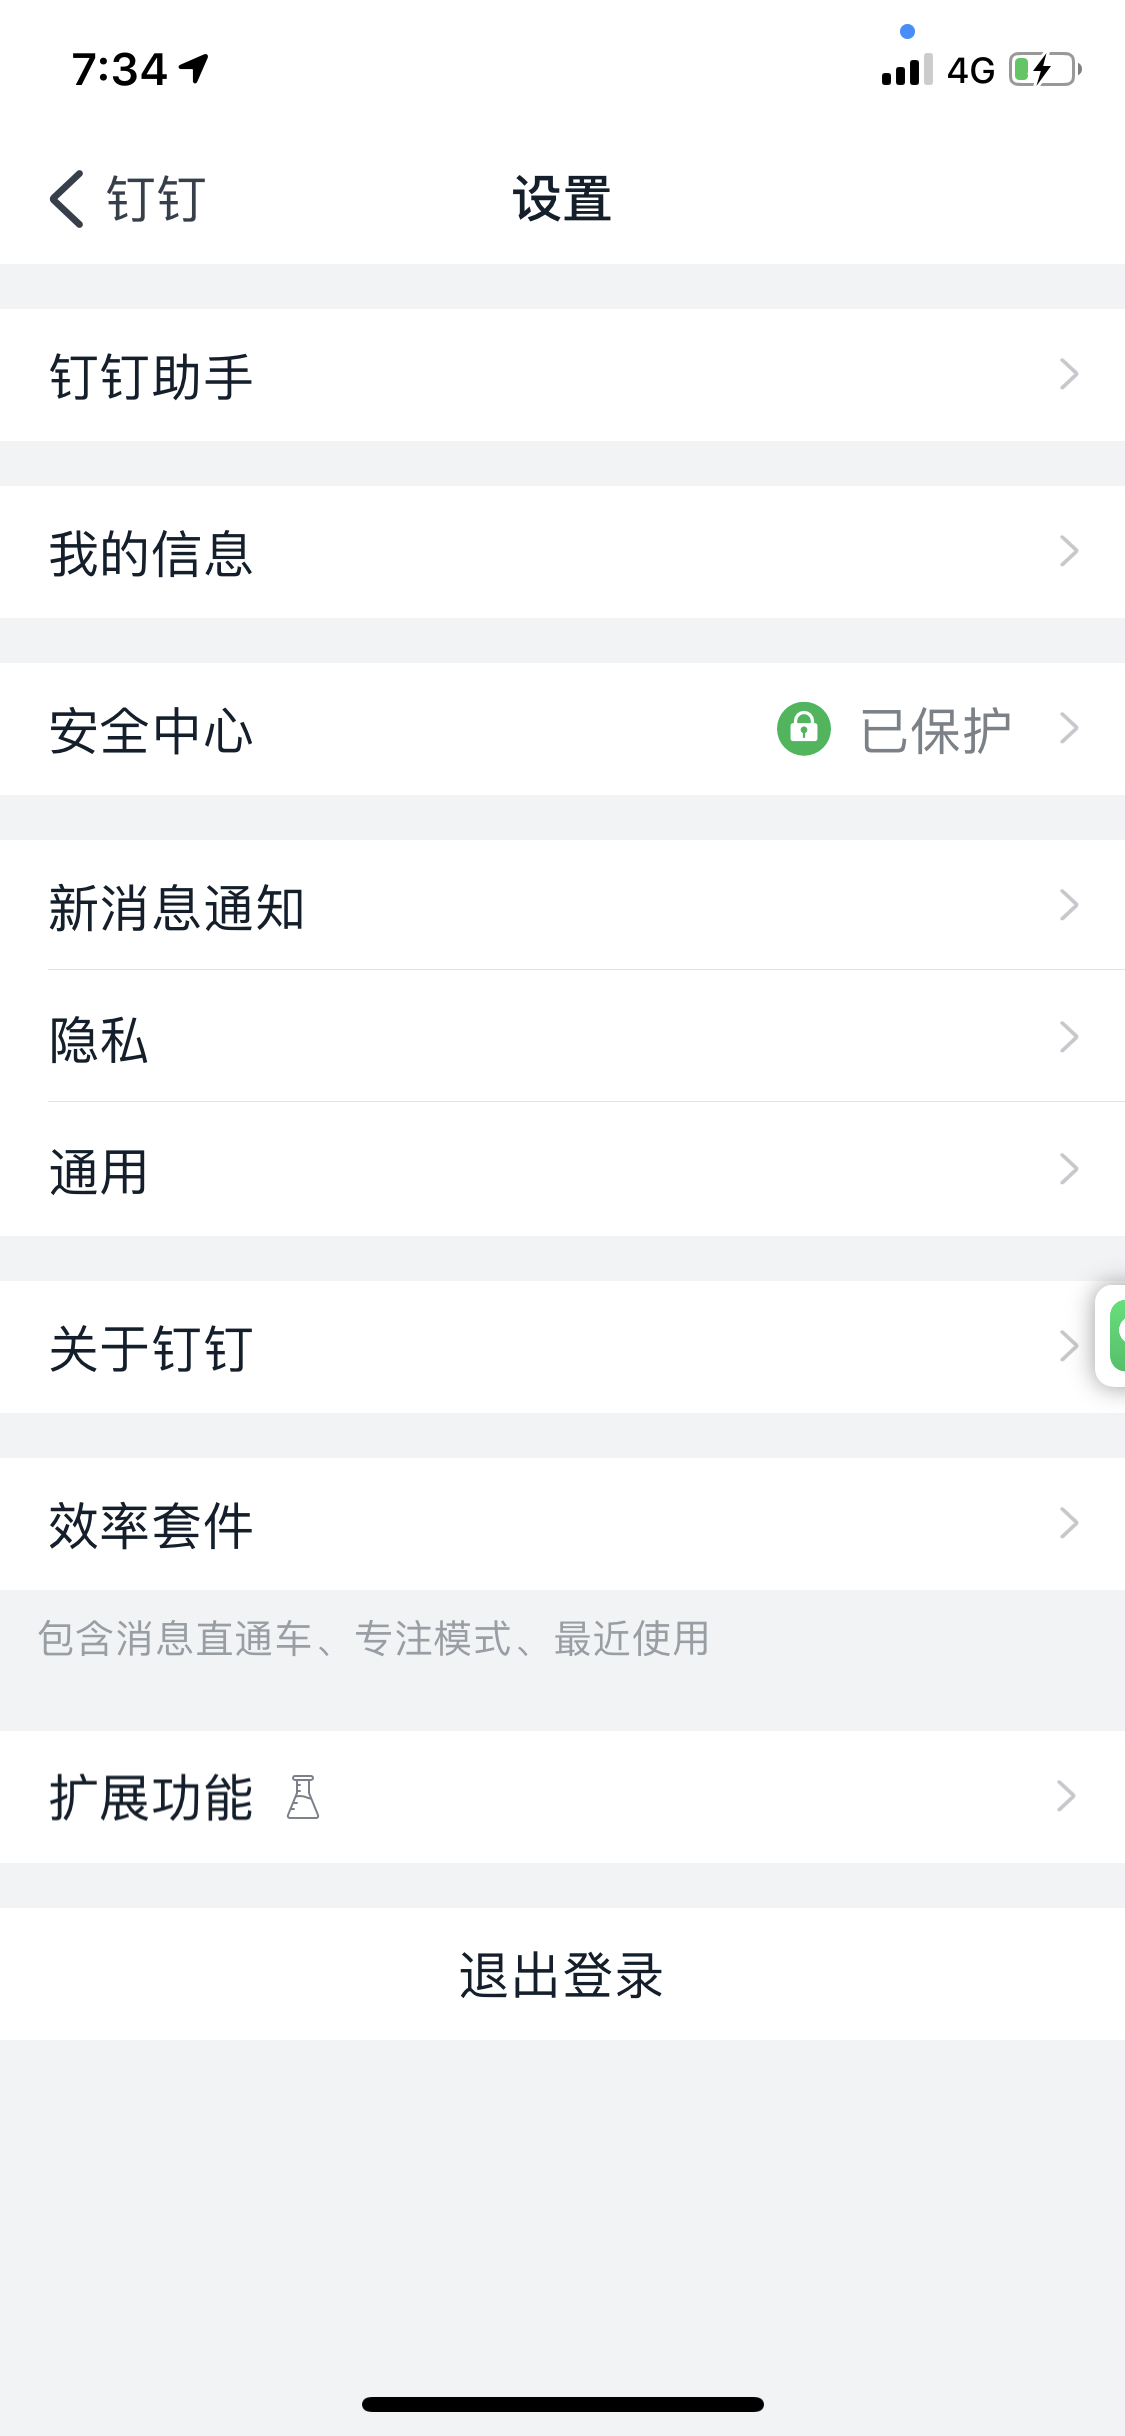 7:34
4G
钉钉
设置
钉钉助手
我的信息
安全中心
已保护
新消息通知
隐私
通用
关于钉钉
效率套件
包含消息直通车、专注模式、最近使用
扩展功能
退出登录